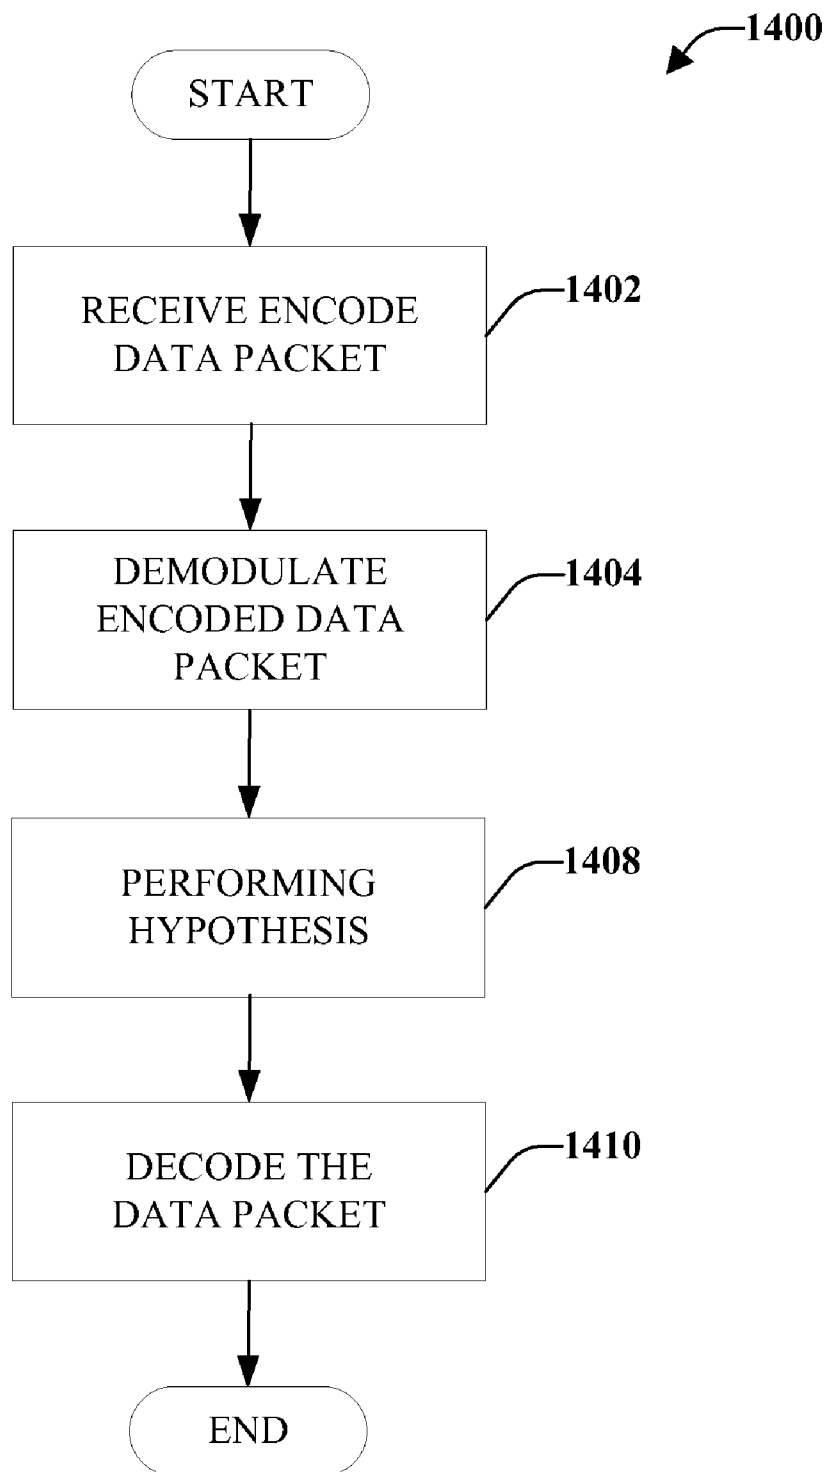 1400
START
RECEIVE ENCODE
DATA PACKET
1402
DEMODULATE
ENCODED DATA
PACKET
1404
PERFORMING
HYPOTHESIS
1408
DECODE THE
DATA PACKET
1410
END